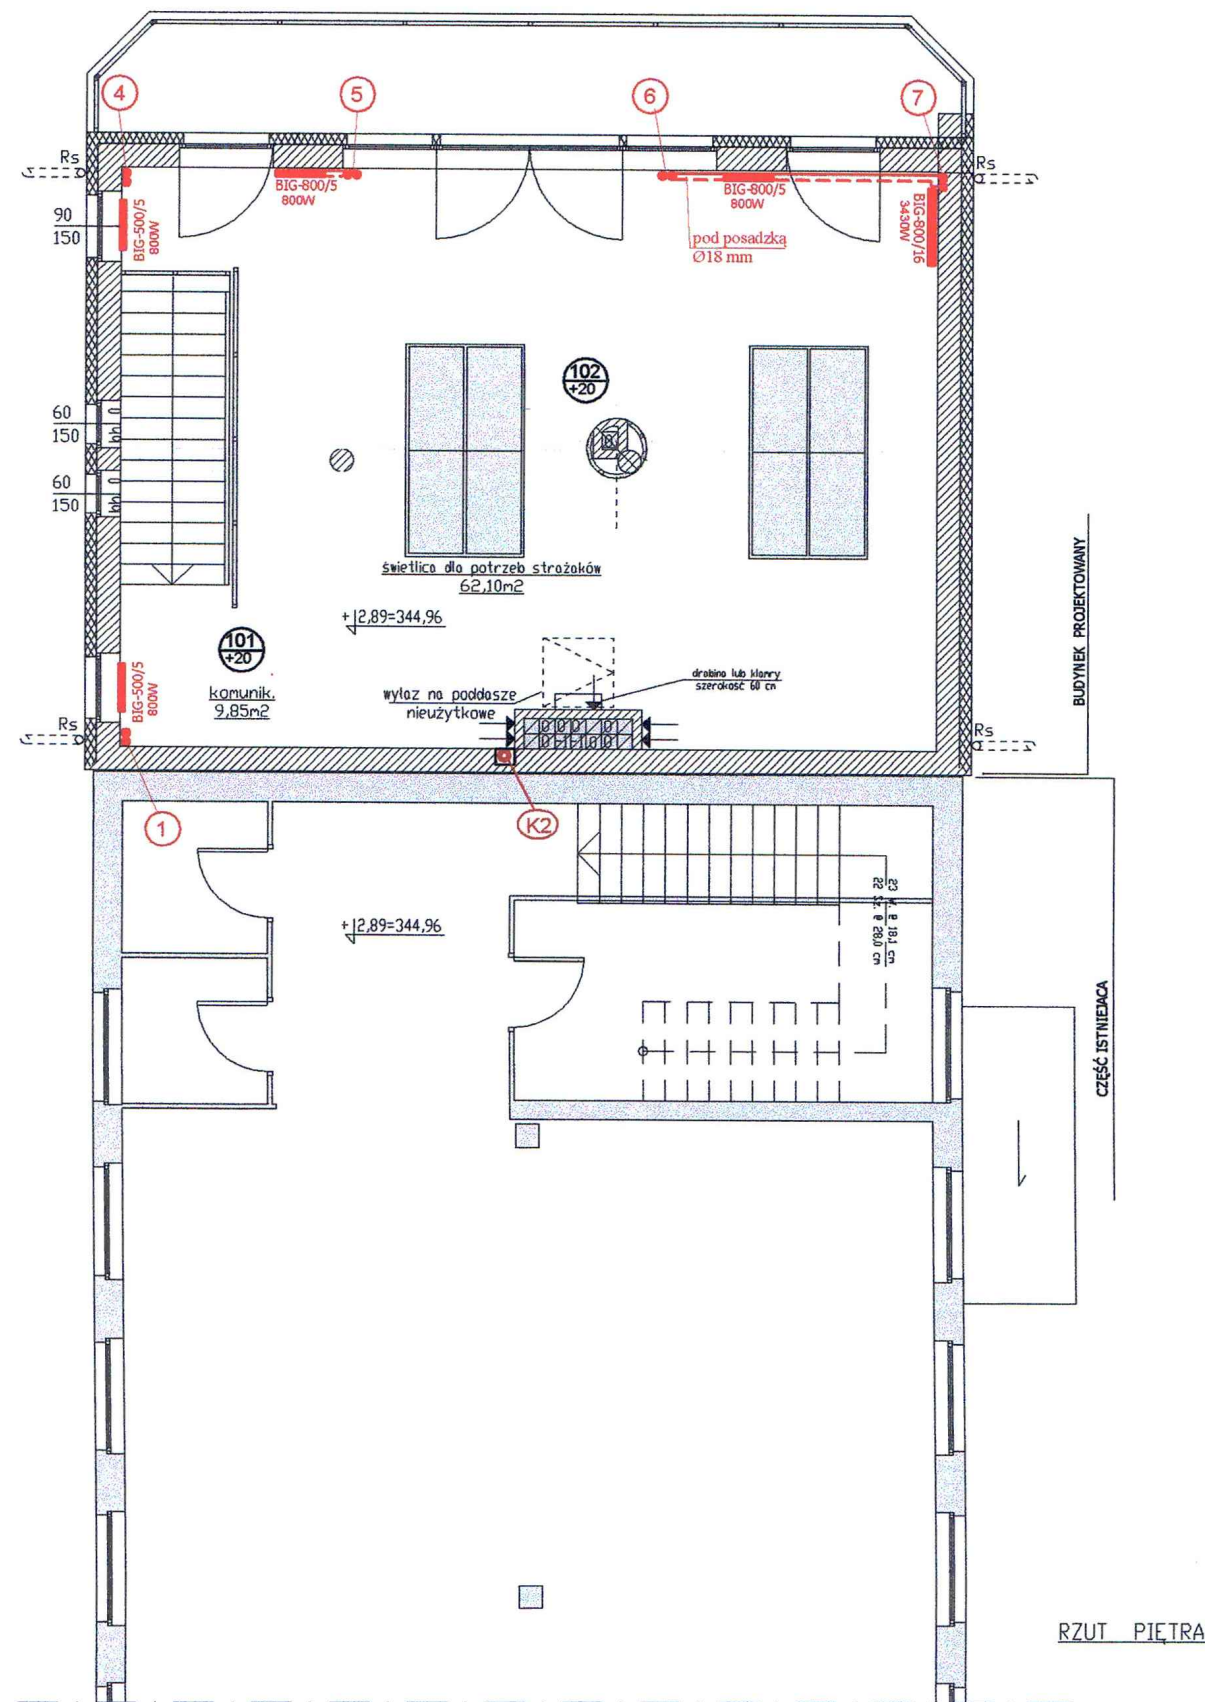 4
5
6
7
Rs
Rs
BIG-800/5
800W
BIG-800/5
800W
BIG-500/5
800W
BIG-800/16
3430W
90
150
pod posadzką
Ø18 mm
102
+20
60
150
60
150
świetlica dla potrzeb strażaków
62,10m2
+2,89=344,96
101
+20
komunik.
9,85m2
BIG-500/5
800W
wyłaz na poddasze
nieużytkowe
drabina lub klamry
szerokość 60 cm
Rs
Rs
BUDYNEK PROJEKTOWANY
1
K2
+2,89=344,96
CZĘŚĆ ISTNIEJACA
RZUT PIĘTRA